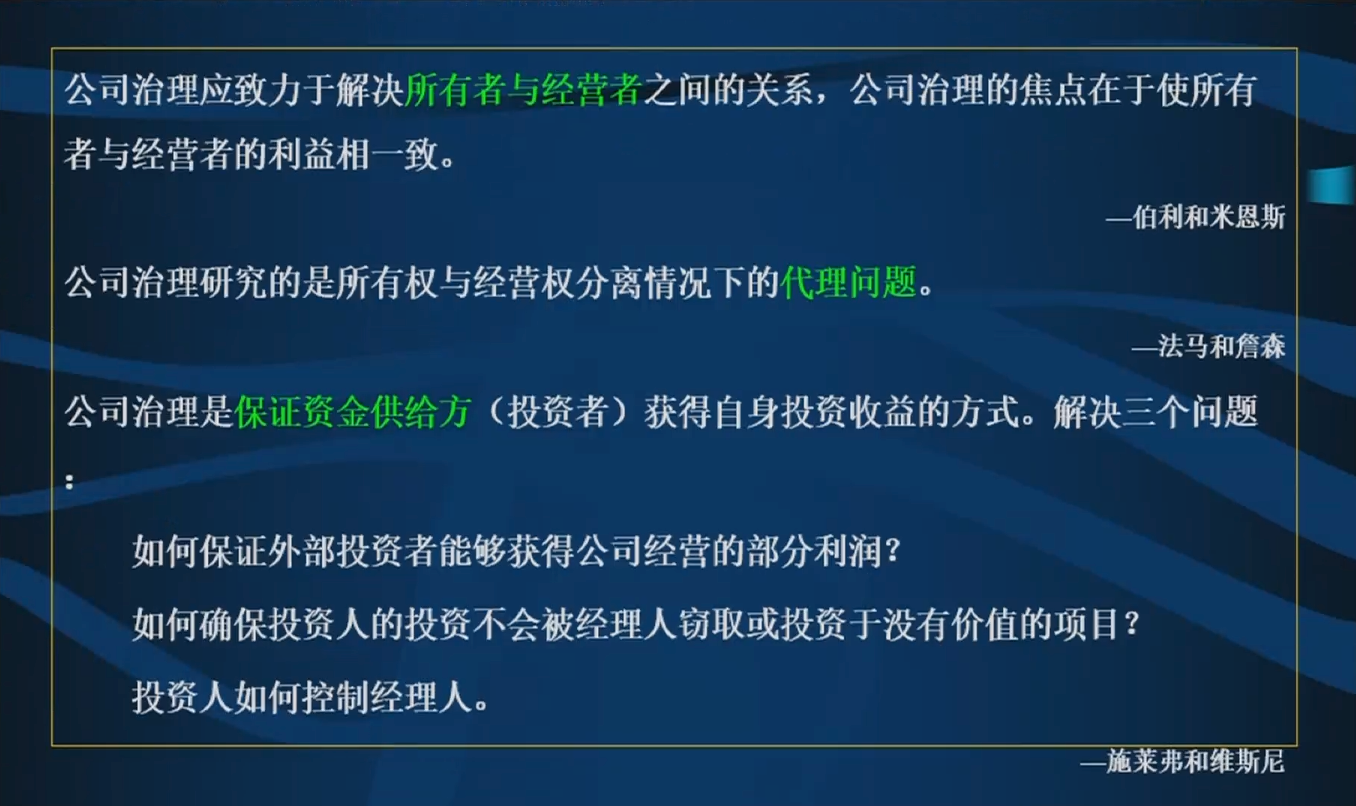 公司治理应致力于解决所有者与经营者之间的关系，公司治理的焦点在于使所有
者与经营者的利益相一致。
—伯利和米恩斯
公司治理研究的是所有权与经营权分离情况下的代理问题。
—法马和詹森
公司治理是保证资金供给方（投资者）获得自身投资收益的方式。解决三个问题
：
如何保证外部投资者能够获得公司经营的部分利润？
如何确保投资人的投资不会被经理人窃取或投资于没有价值的项目？
投资人如何控制经理人。
—施莱弗和维斯尼